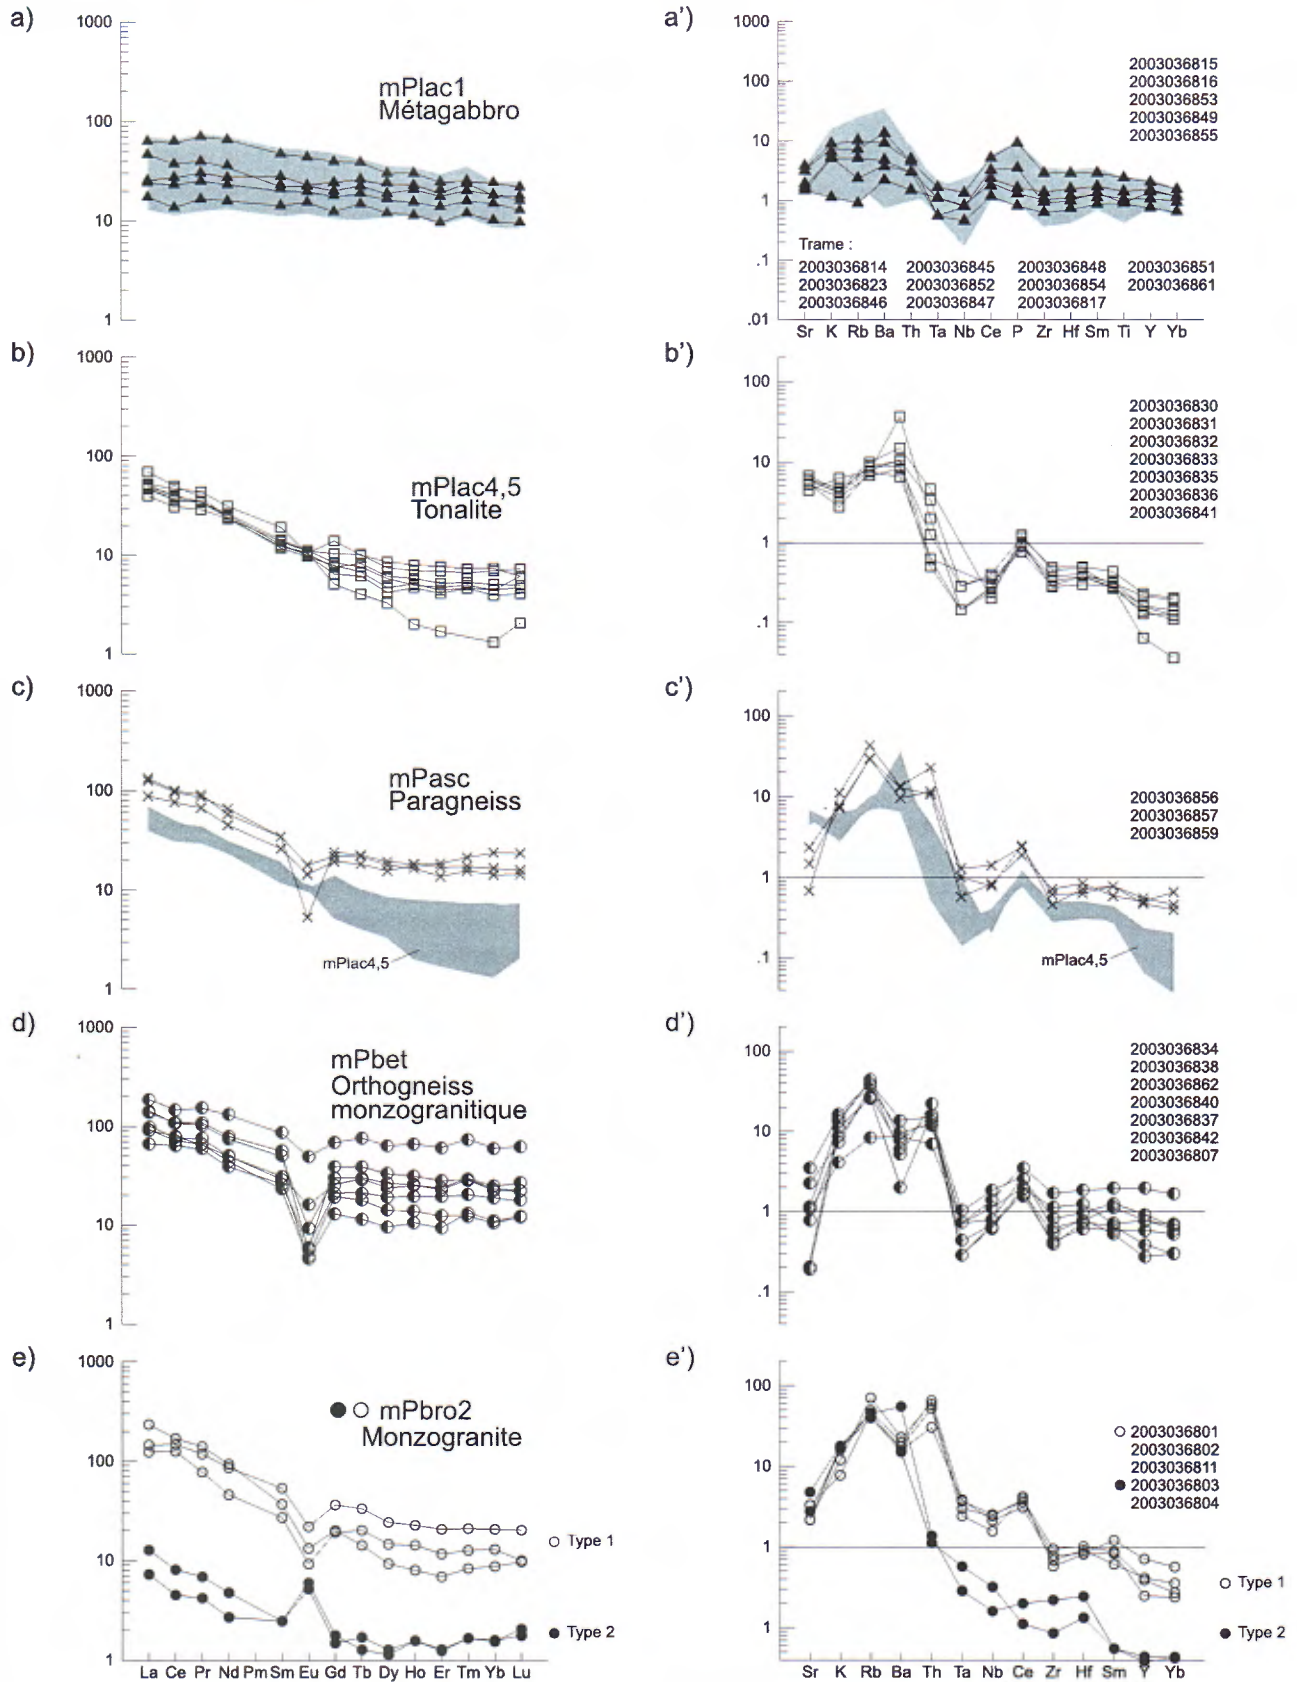 a)
1000
100
10
1
mPlac1
Métagabbro
a')
1000
100
10
1
.1
.01
2003036815
2003036816
2003036853
2003036849
2003036855
Trame :
2003036814 2003036845 2003036848 2003036851
2003036823 2003036852 2003036854 2003036861
2003036846 2003036847 2003036817
Sr K Rb Ba Th Ta Nb Ce P Zr Hf Sm Ti Y Yb
b)
1000
100
10
1
mPlac4,5
Tonalite
b')
100
10
1
.1
2003036830
2003036831
2003036832
2003036833
2003036835
2003036836
2003036841
c)
1000
100
10
1
mPasc
Paragneiss
mPlac4,5
c')
100
10
1
.1
2003036856
2003036857
2003036859
mPlac4,5
d)
1000
100
10
1
mPbet
Orthogneiss
monzogranitique
d')
100
10
1
.1
2003036834
2003036838
2003036862
2003036840
2003036837
2003036842
2003036807
e)
1000
100
10
1
mPbro2
Monzogranite
Type 1
Type 2
La Ce Pr Nd Pm Sm Eu Gd Tb Dy Ho Er Tm Yb Lu
e')
100
10
1
1
2003036801
2003036802
2003036811
2003036803
2003036804
Type 1
Type 2
Sr K Rb Ba Th Ta Nb Ce Zr Hf Sm Y Yb